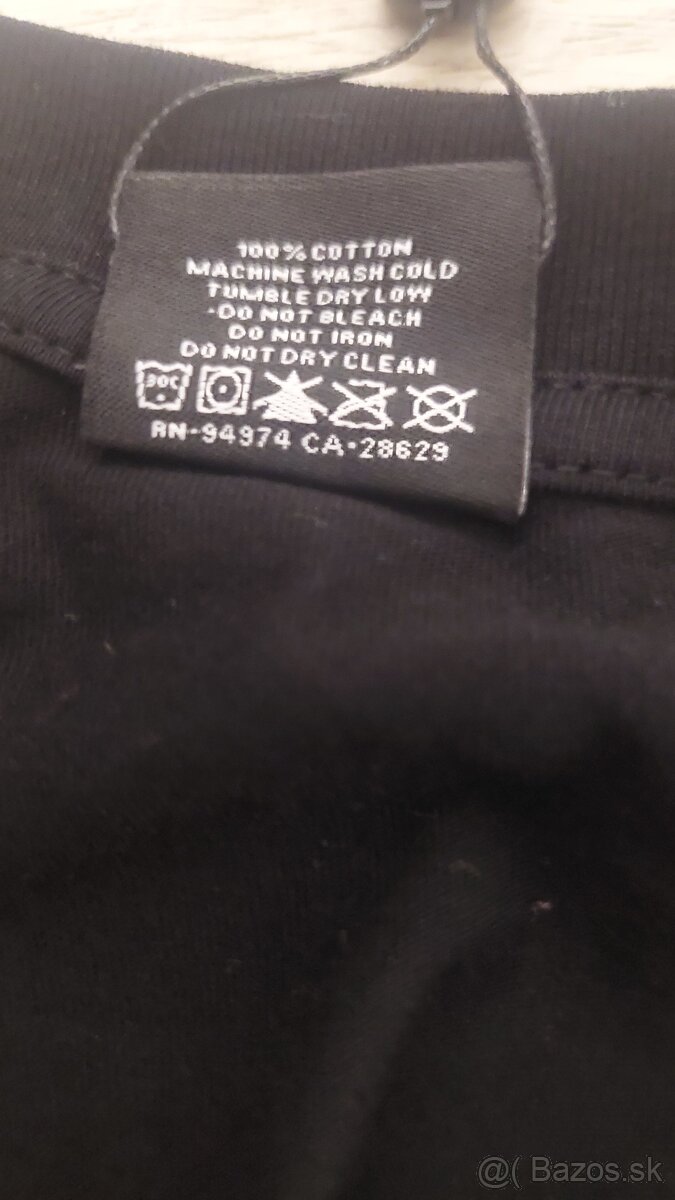 100% COTTON
MACHINE WASH COLD
TUMBLE DRY LOW
-DO NOT BLEACH
DO NOT IRON
DO NOT DRY CLEAN
30C
RN-94974 CA-28629
@( Bazos.sk